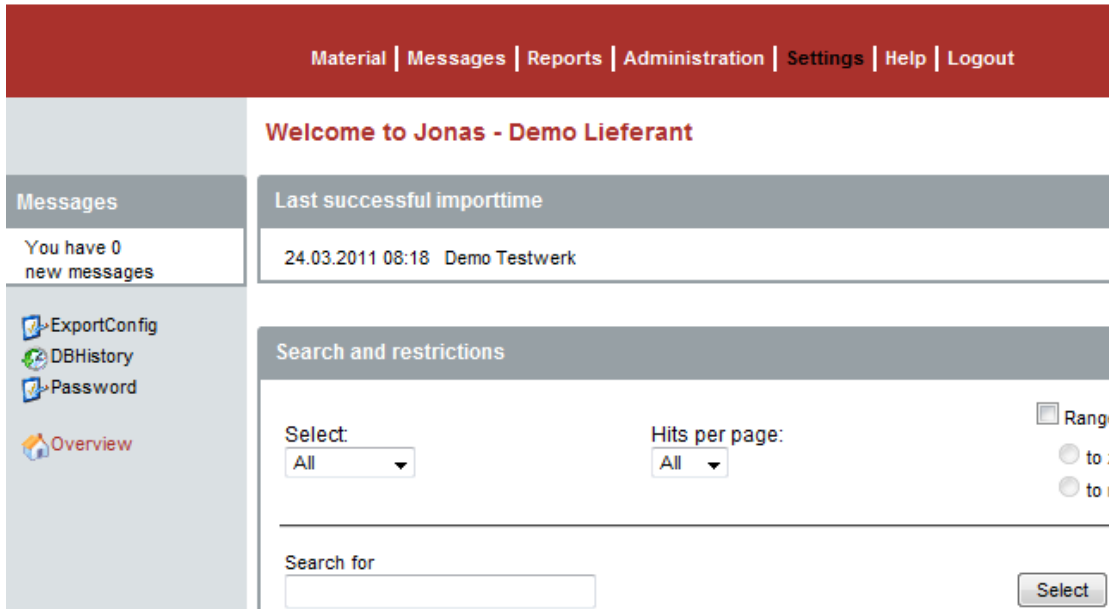 Material | Messages | Reports | Administration | Settings | Help | Logout
Welcome to Jonas - Demo Lieferant
Messages
You have 0
new messages
ExportConfig
DBHistory
Password
Overview
Last successful importtime
24.03.2011 08:18 Demo Testwerk
Search and restrictions
Select:
All
Hits per page:
All
to
to
Search for
Select